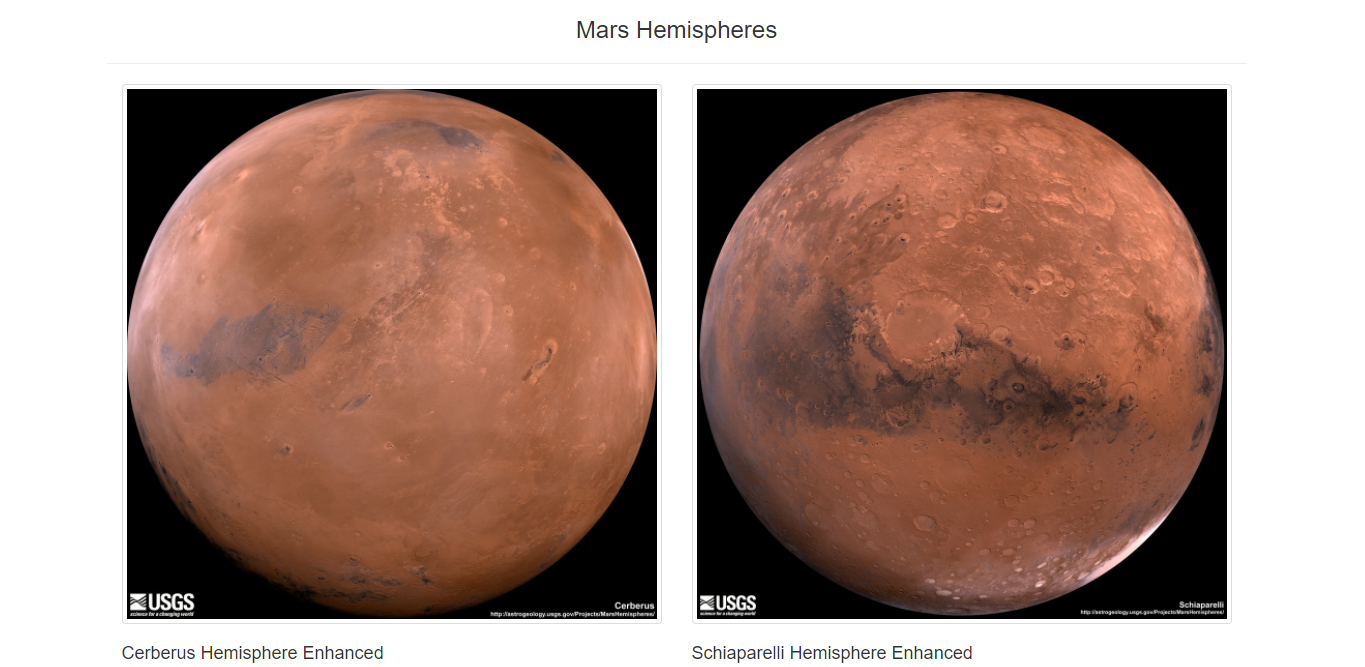 Mars Hemispheres
USGS
science for a changing world
Cerberus
http://astrogeology.usgs.gov/Projects/MarsHemispheres/
USGS
science for a changing world
Schiaparelli
http://astrogeology.usgs.gov/Projects/MarsHemispheres/
Cerberus Hemisphere Enhanced
Schiaparelli Hemisphere Enhanced